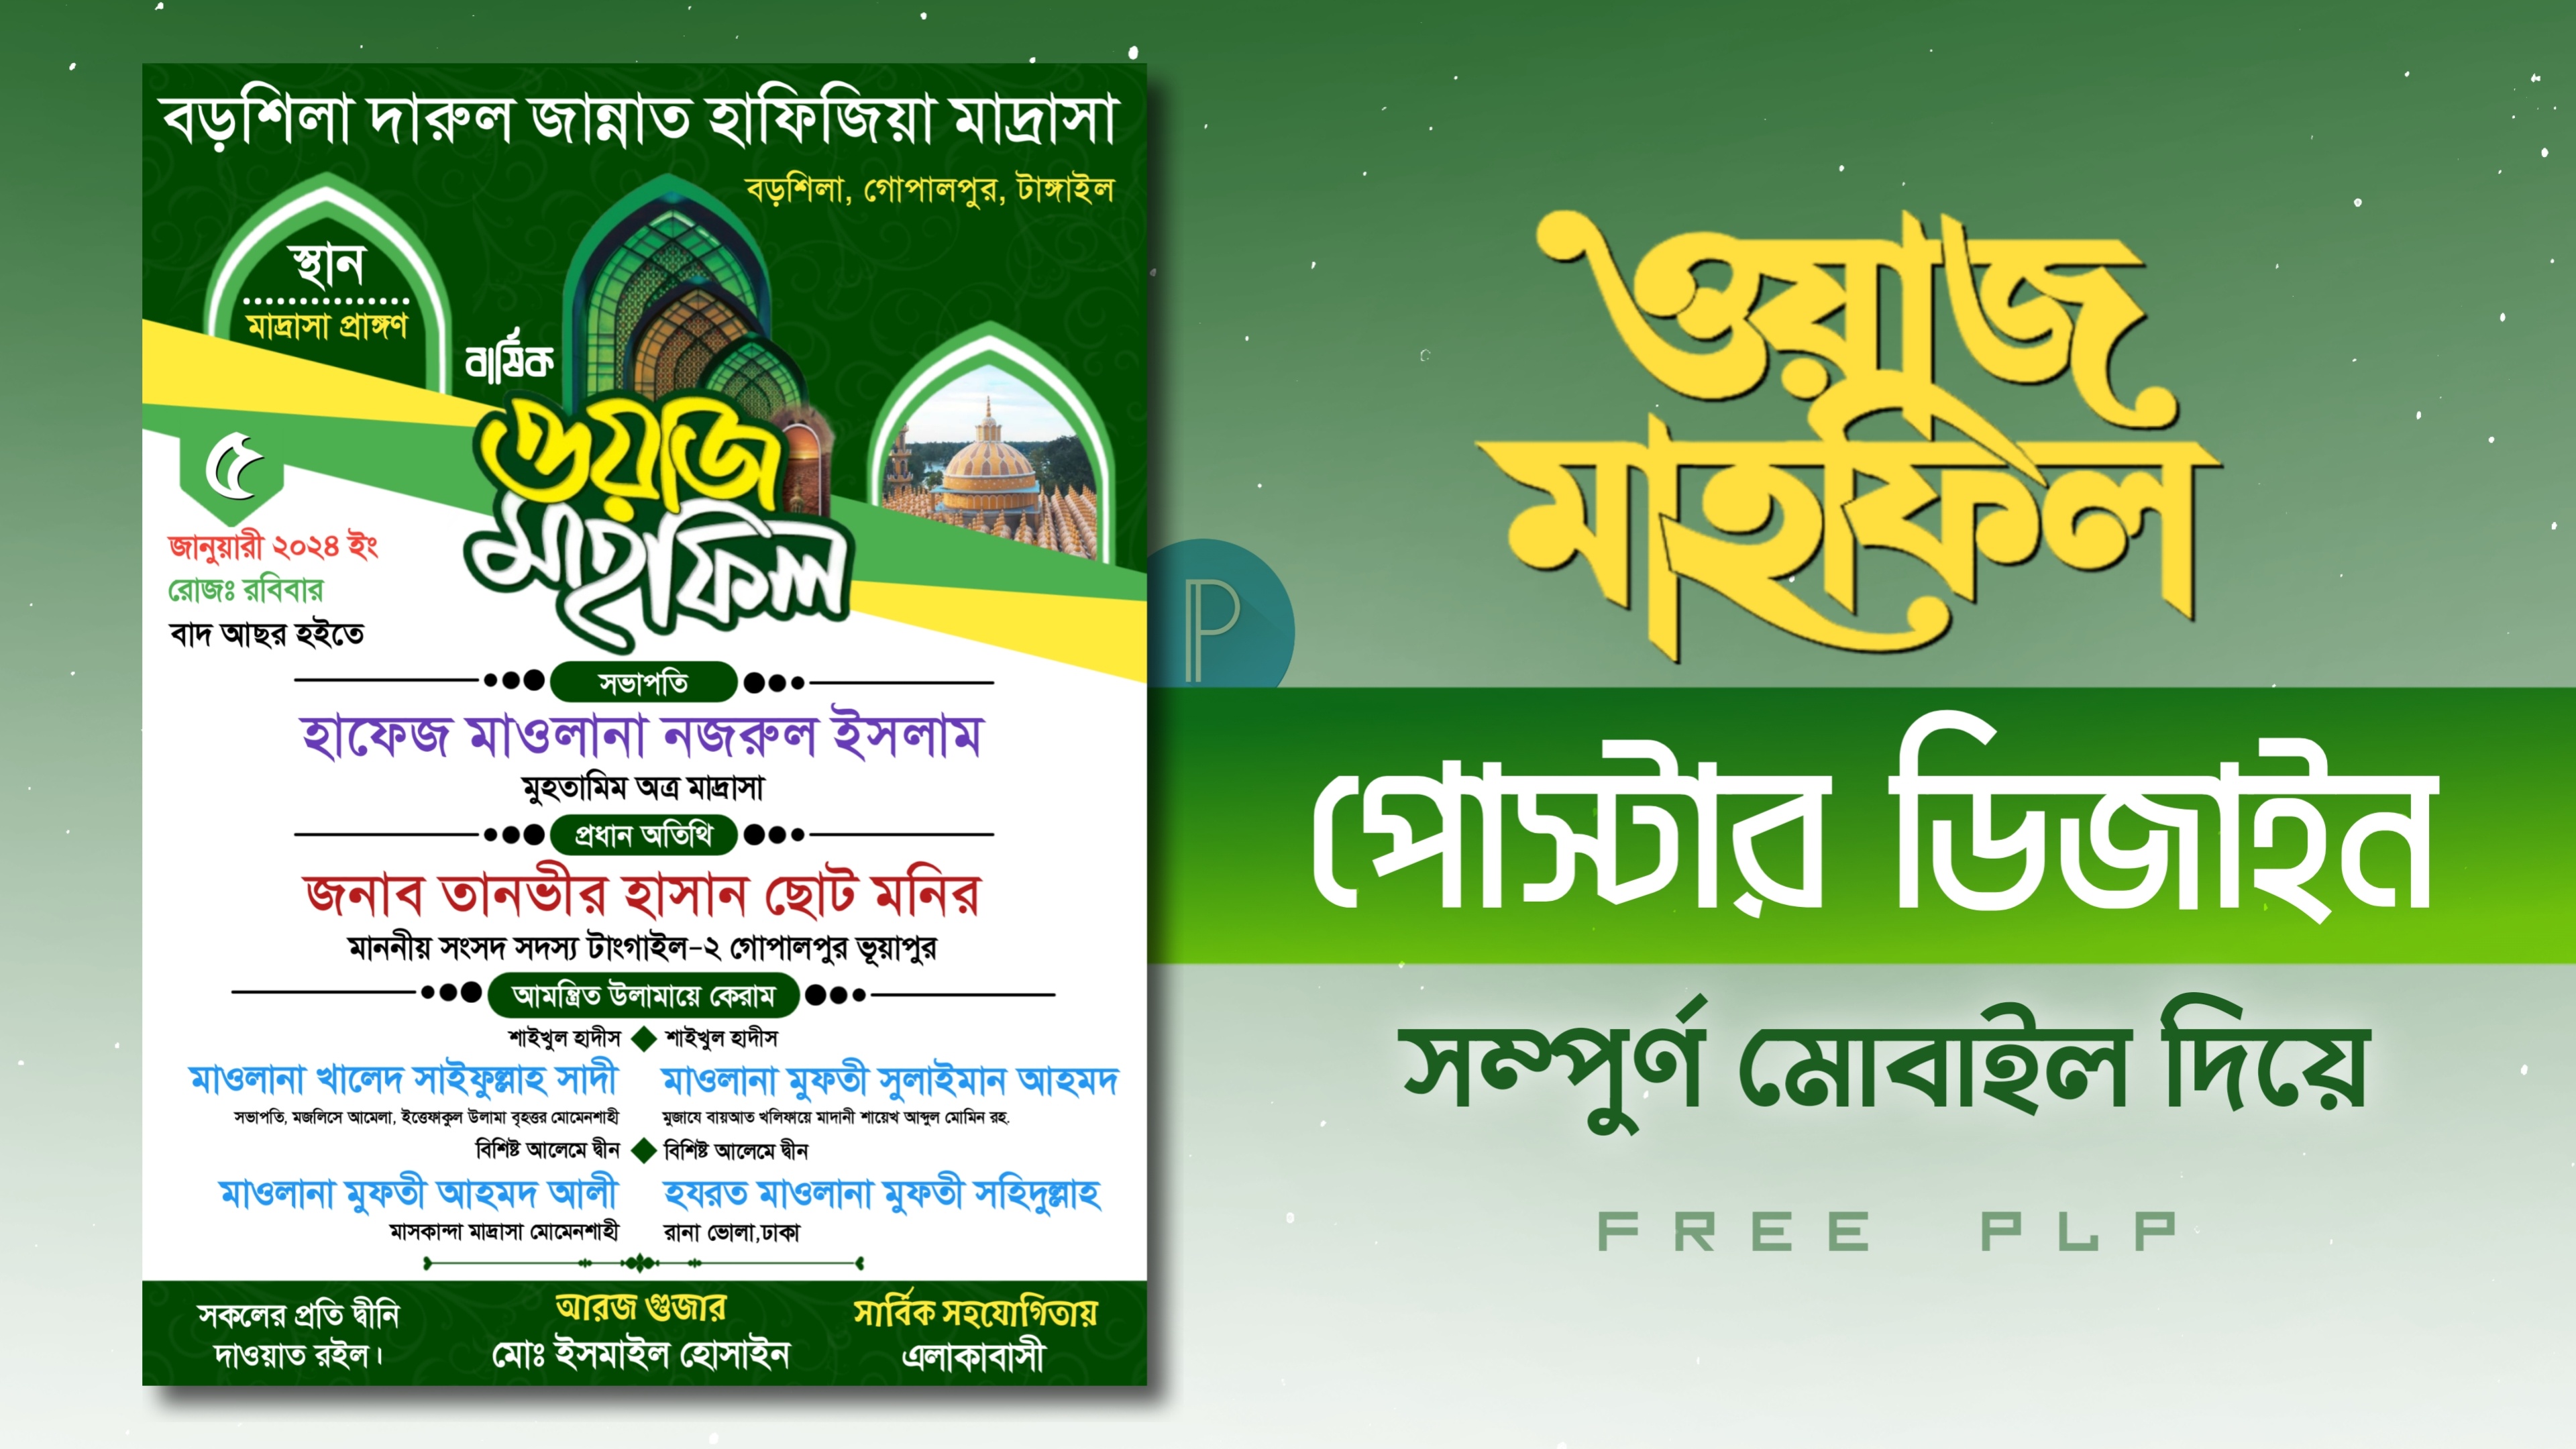 বড়শিলা দারুল জান্নাত হাফিজিয়া মাদ্রাসা
বড়শিলা, গোপালপুর, টাঙ্গাইল
স্থান
মাদ্রাসা প্রাঙ্গণ
বার্ষিক
ওয়াজ
মাহফিল
৫
জানুয়ারী ২০২৪ ইং
রোজঃ রবিবার
বাদ আছর হইতে
সভাপতি
হাফেজ মাওলানা নজরুল ইসলাম
মুহতামিম অত্র মাদ্রাসা
প্রধান অতিথি
জনাব তানভীর হাসান ছোট মনির
মাননীয় সংসদ সদস্য টাংগাইল-২ গোপালপুর ভূয়াপুর
আমন্ত্রিত উলামায়ে কেরাম
শাইখুল হাদীস
মাওলানা খালেদ সাইফুল্লাহ সাদী
সভাপতি, মজলিসে আমেলা, ইত্তেফাকুল উলামা বৃহত্তর মোমেনশাহী
শাইখুল হাদীস
মাওলানা মুফতী সুলাইমান আহমদ
মুজাযে বায়আত খলিফায়ে মাদানী শায়েখ আব্দুল মোমিন রহ.
বিশিষ্ট আলেমে দ্বীন
মাওলানা মুফতী আহমদ আলী
মাসকান্দা মাদ্রাসা মোমেনশাহী
বিশিষ্ট আলেমে দ্বীন
হযরত মাওলানা মুফতী সহিদুল্লাহ
রানা ভোলা,ঢাকা
সকলের প্রতি দ্বীনি
দাওয়াত রইল।
আরজ গুজার
মোঃ ইসমাইল হোসাইন
সার্বিক সহযোগিতায়
এলাকাবাসী
ওয়াজ
মাহফিল
P
পোস্টার ডিজাইন
সম্পুর্ণ মোবাইল দিয়ে
FREE PLP